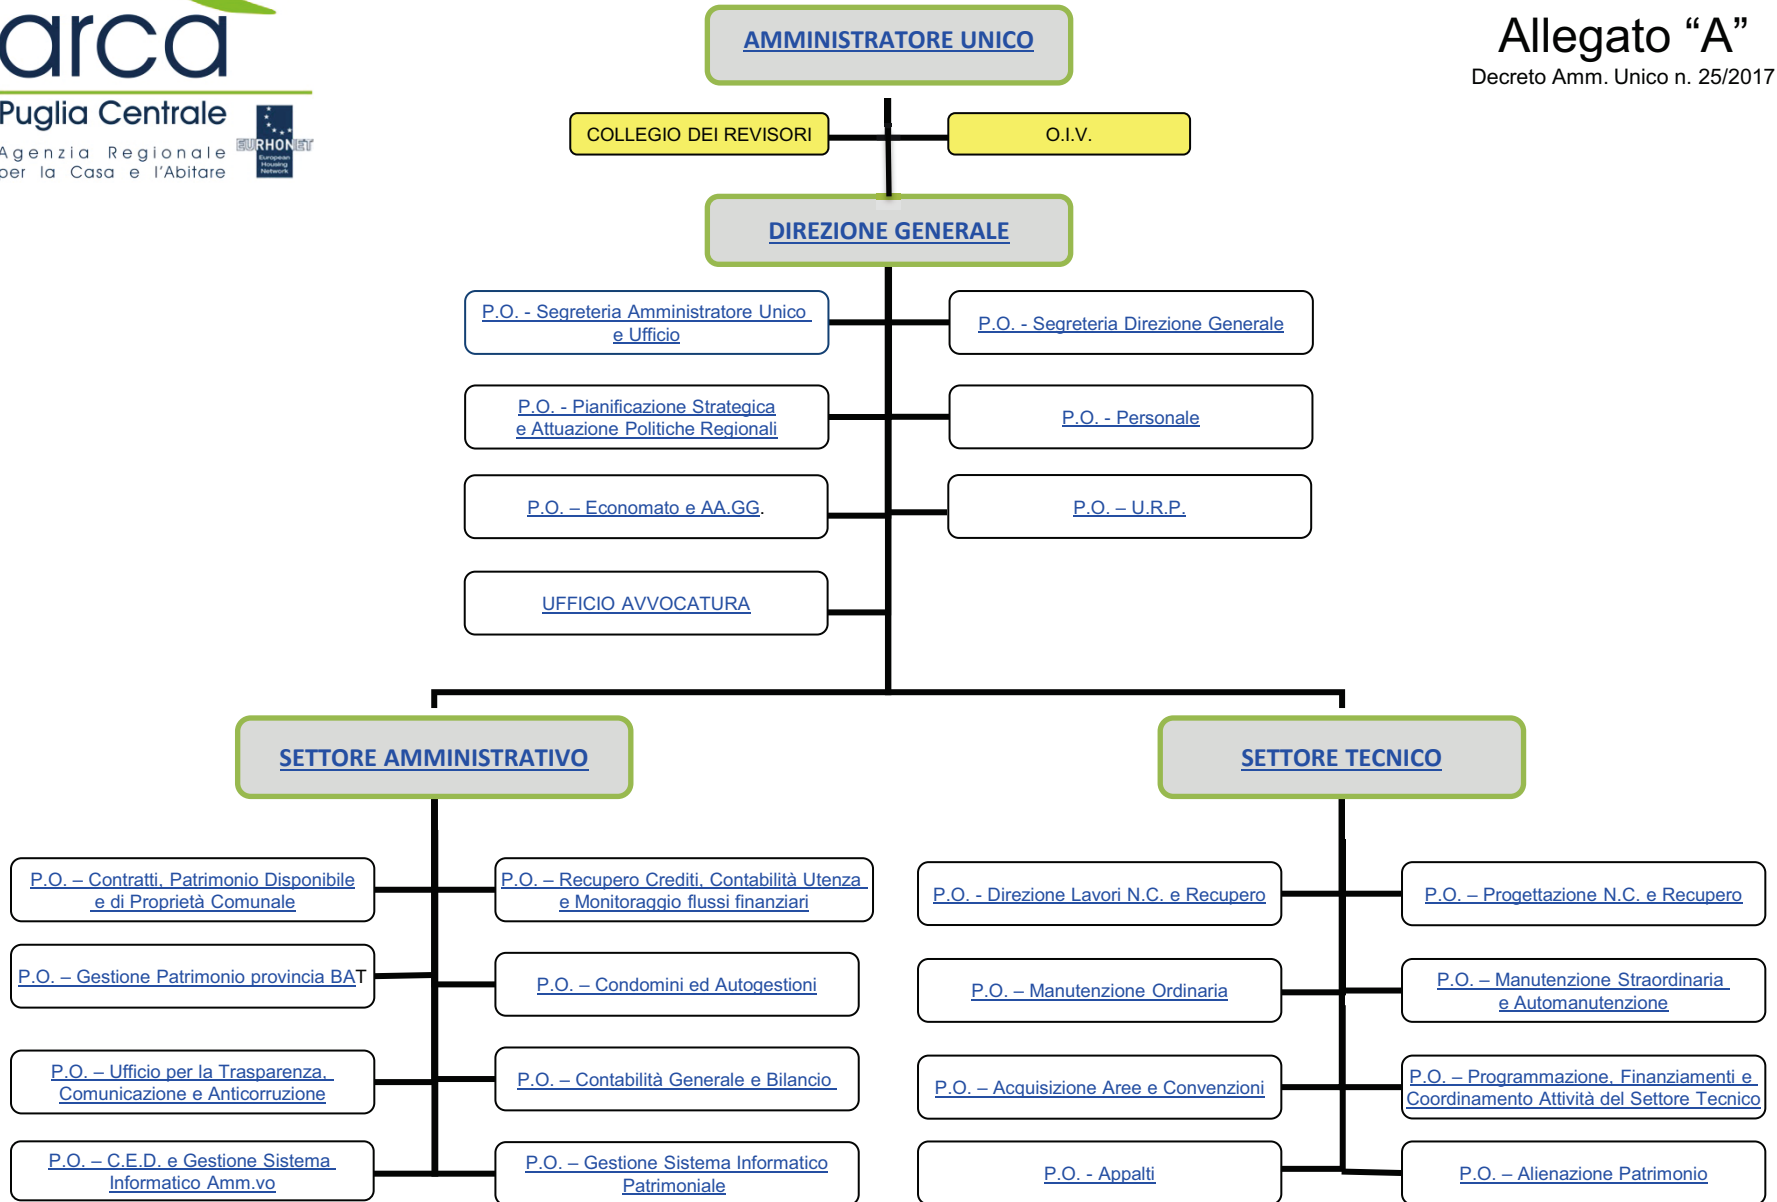 arca
Puglia Centrale
Agenzia Regionale
per la Casa e l'Abitare
EURHONET
European
Housing
Network
Allegato “A”
Decreto Amm. Unico n. 25/2017
AMMINISTRATORE UNICO
COLLEGIO DEI REVISORI
O.I.V.
DIREZIONE GENERALE
P.O. - Segreteria Amministratore Unico
e Ufficio
P.O. - Segreteria Direzione Generale
P.O. - Pianificazione Strategica
e Attuazione Politiche Regionali
P.O. - Personale
P.O. – Economato e AA.GG.
P.O. – U.R.P.
UFFICIO AVVOCATURA
SETTORE AMMINISTRATIVO
SETTORE TECNICO
P.O. – Contratti, Patrimonio Disponibile
e di Proprietà Comunale
P.O. – Recupero Crediti, Contabilità Utenza
e Monitoraggio flussi finanziari
P.O. - Direzione Lavori N.C. e Recupero
P.O. – Progettazione N.C. e Recupero
P.O. – Gestione Patrimonio provincia BAT
P.O. – Condomini ed Autogestioni
P.O. – Manutenzione Ordinaria
P.O. – Manutenzione Straordinaria
e Automanutenzione
P.O. – Ufficio per la Trasparenza,
Comunicazione e Anticorruzione
P.O. – Contabilità Generale e Bilancio
P.O. – Acquisizione Aree e Convenzioni
P.O. – Programmazione, Finanziamenti e
Coordinamento Attività del Settore Tecnico
P.O. – C.E.D. e Gestione Sistema
Informatico Amm.vo
P.O. – Gestione Sistema Informatico
Patrimoniale
P.O. - Appalti
P.O. – Alienazione Patrimonio